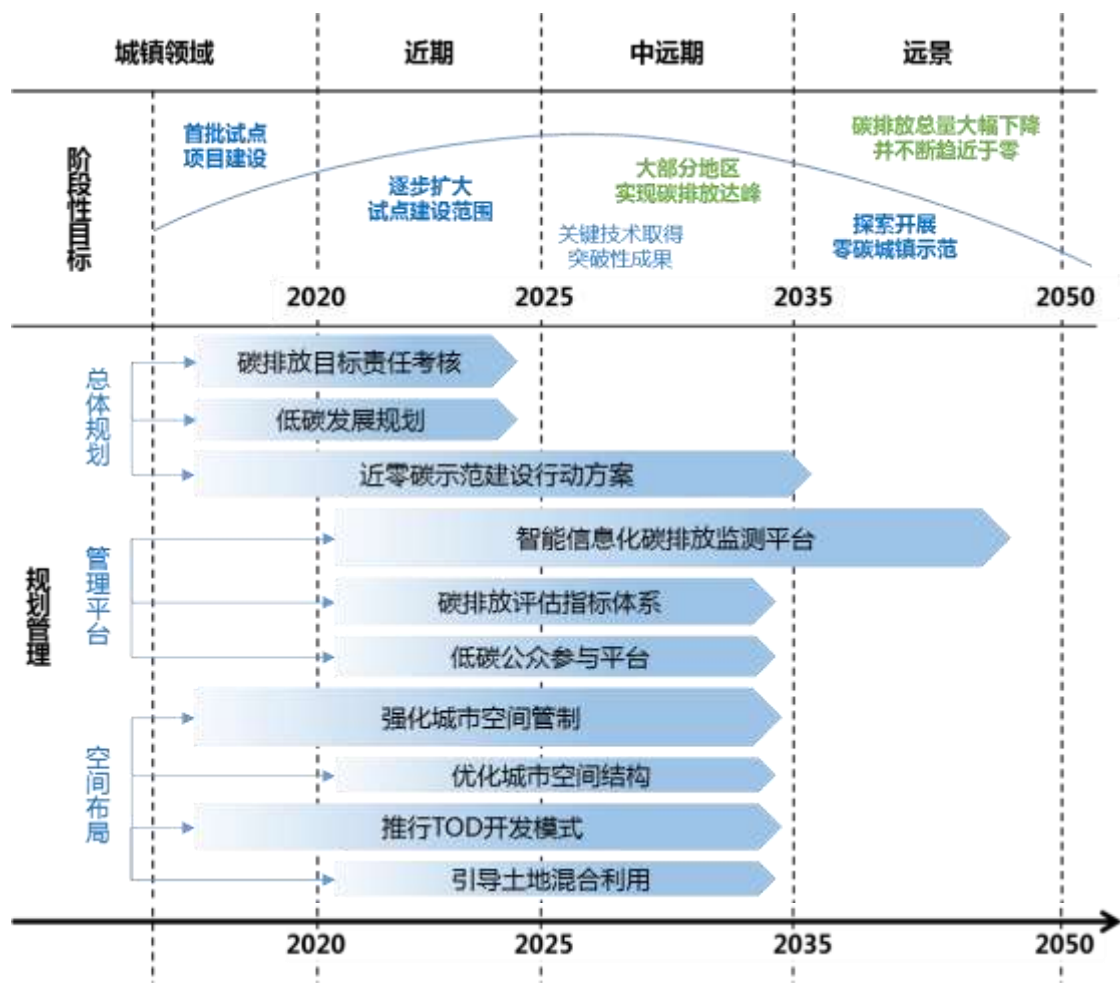 城镇领域
近期
中远期
远景
阶段性目标
首批试点
项目建设
逐步扩大
试点建设范围
大部分地区
实现碳排放达峰
关键技术取得
突破性成果
碳排放总量大幅下降
并不断趋近于零
探索开展
零碳城镇示范
2020
2025
2035
2050
规划管理
总体规划
碳排放目标责任考核
低碳发展规划
近零碳示范建设行动方案
管理平台
智能信息化碳排放监测平台
碳排放评估指标体系
低碳公众参与平台
空间布局
强化城市空间管制
优化城市空间结构
推行TOD开发模式
引导土地混合利用
2020
2025
2035
2050